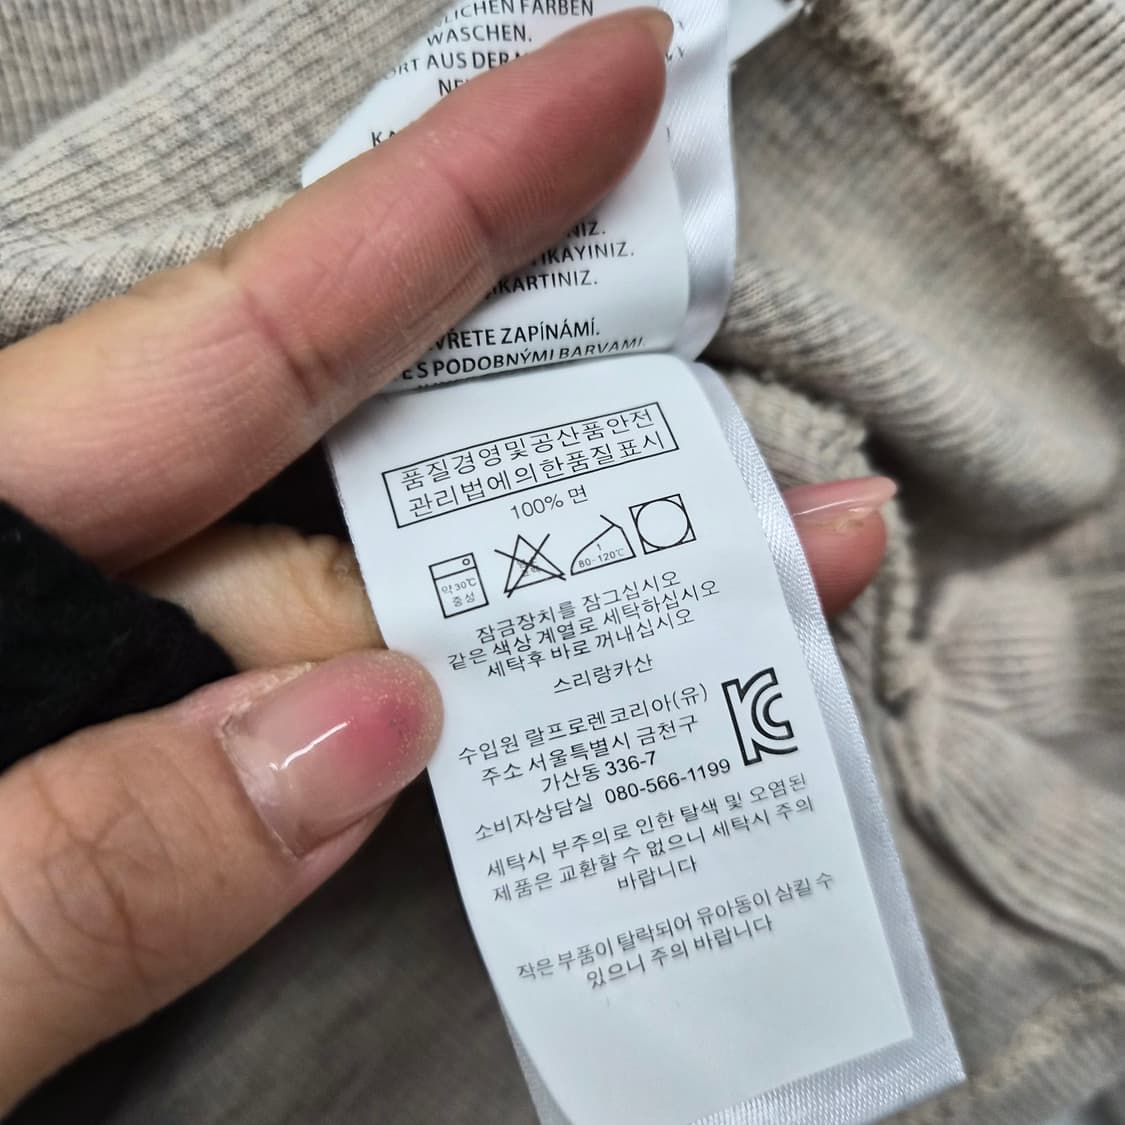 LICHEN FARBEN
WASCHEN.
ORT AUS DER
NIZ.
IKAYINIZ.
IKARTINIZ.
VŘETE ZAPÍNÁMÍ.
E S PODOBNÝMI BARVAMI.
품질경영및공산품안전
관리법에의한품질표시
100% 면
약30℃
중성
1
80~120℃
잠금장치를 잠그십시오
같은 색상 계열로 세탁하십시오
세탁후 바로 꺼내십시오
스리랑카산
수입원 랄프로렌코리아(유)
주소 서울특별시 금천구
가산동 336-7
소비자상담실 080-566-1199
세탁시 부주의로 인한 탈색 및 오염된
제품은 교환할 수 없으니 세탁시 주의
바랍니다
작은 부품이 탈락되어 유아동이 삼킬 수
있으니 주의 바랍니다